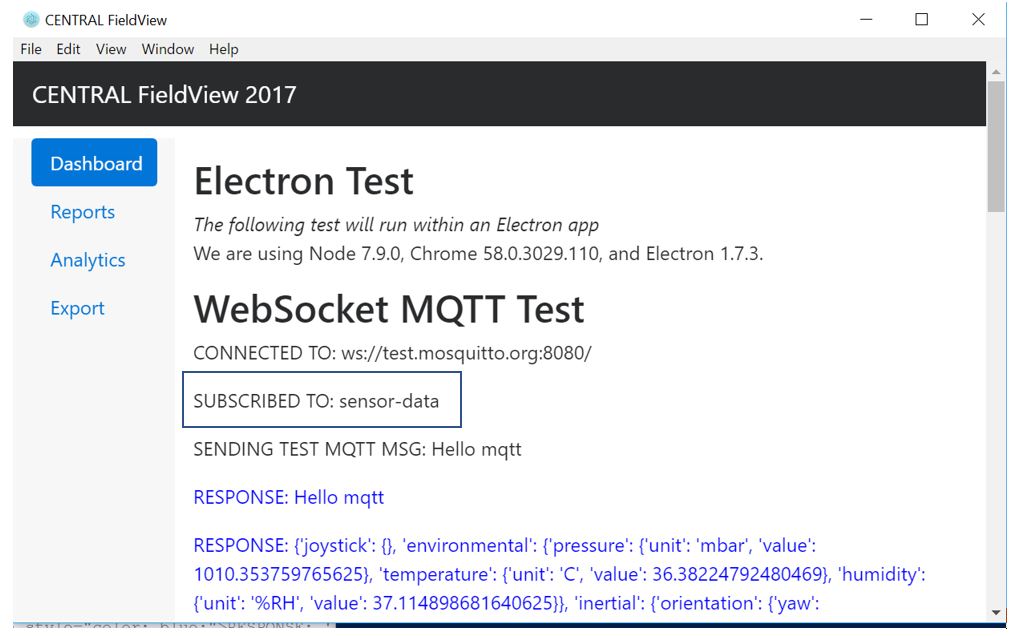 CENTRAL FieldView
File Edit View Window Help
CENTRAL FieldView 2017
Dashboard
Reports
Analytics
Export
Electron Test
The following test will run within an Electron app
We are using Node 7.9.0, Chrome 58.0.3029.110, and Electron 1.7.3.
WebSocket MQTT Test
CONNECTED TO: ws://test.mosquitto.org:8080/
SUBSCRIBED TO: sensor-data
SENDING TEST MQTT MSG: Hello mqtt
RESPONSE: Hello mqtt
RESPONSE: {'joystick': {}, 'environmental': {'pressure': {'unit': 'mbar', 'value':
1010.353759765625}, 'temperature': {'unit': 'C', 'value': 36.38224792480469}, 'humidity':
{'unit': '%RH', 'value': 37.114898681640625}}, 'inertial': {'orientation': {'yaw':
style="color: blue;">RESPONSE: '